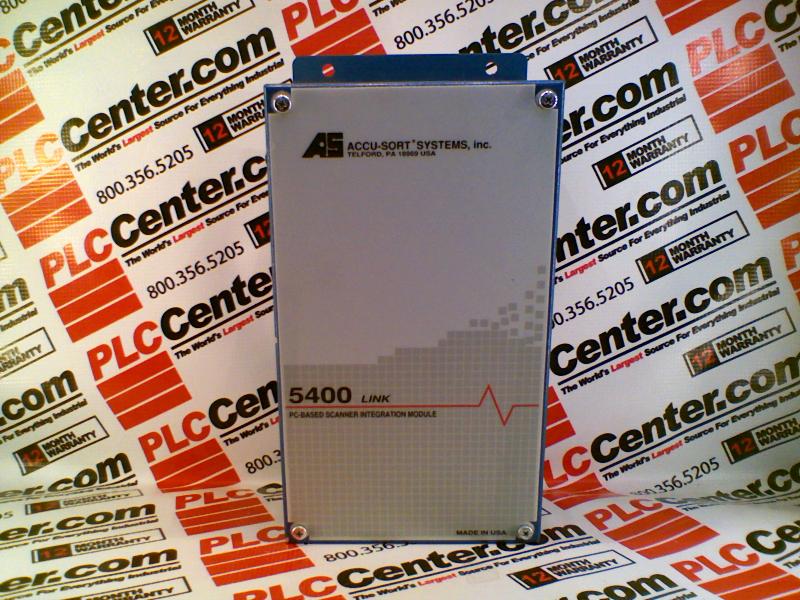 AS ACCU-SORT® SYSTEMS, inc.
TELFORD, PA 18969 USA
5400 LINK
PC-BASED SCANNER INTEGRATION MODULE
MADE IN USA
PLCCenter.com
The World's Largest Source For Everything Industrial
800.356.5205
12 MONTH WARRANTY